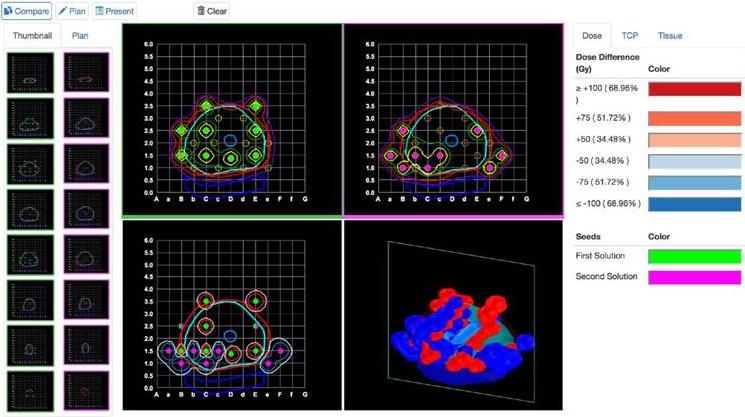 Compare Plan Present Clear
Thumbnall Plan
6.0
5.5
5.0
4.5
4.0
3.5
3.0
2.5
2.0
1.5
1.0
0.5
0.0
A a B b C c D d E e F f G
6.0
5.5
5.0
4.5
4.0
3.5
3.0
2.5
2.0
1.5
1.0
0.5
0.0
A a B b C c D d E e F f G
6.0
5.5
5.0
4.5
4.0
3.5
3.0
2.5
2.0
1.5
1.0
0.5
0.0
A a B b C c D d E e F f G
Dose TCP Tissue
Dose Difference
(Gy) Color
≥ +100 ( 68.96%
)
+75 ( 51.72% )
+50 ( 34.48% )
-50 ( 34.48% )
-75 ( 51.72% )
≤ -100 ( 68.96% )
Seeds Color
First Solution
Second Solution